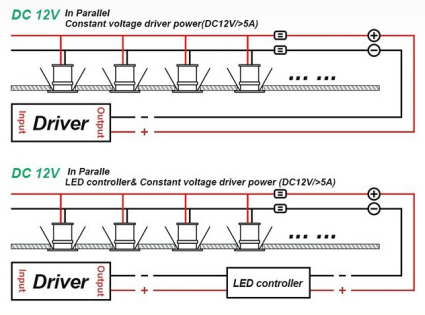 DC 12V In Parallel
Constant voltage driver power(DC12V/>5A)
+
−
... ...
Input Driver Output
−
+
DC 12V In Paralle
LED controller& Constant voltage driver power (DC12V/>5A)
+
−
... ...
Input Driver Output
− −
LED controller
+ +